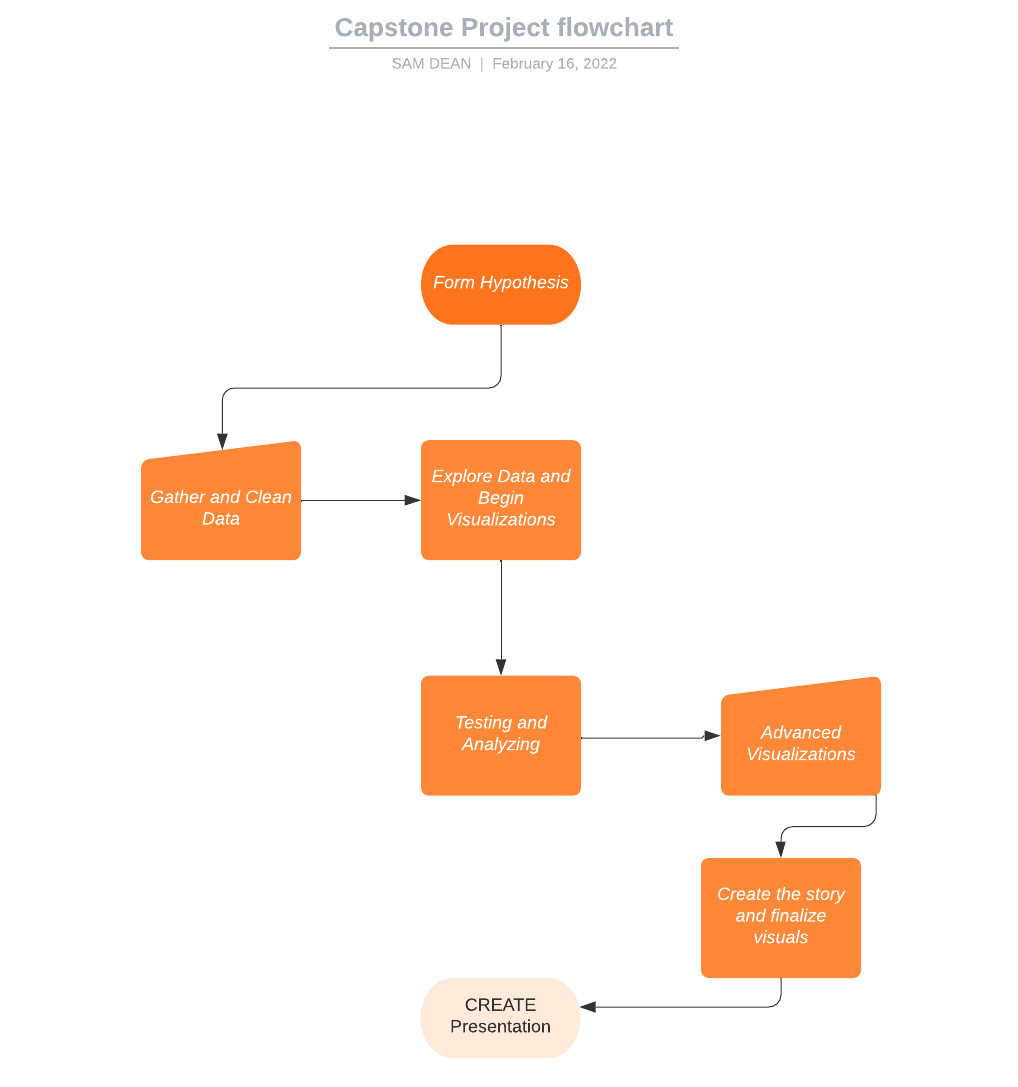 Capstone Project flowchart
SAM DEAN | February 16, 2022
Form Hypothesis
Gather and Clean
Data
Explore Data and
Begin
Visualizations
Testing and
Analyzing
Advanced
Visualizations
Create the story
and finalize
visuals
CREATE
Presentation